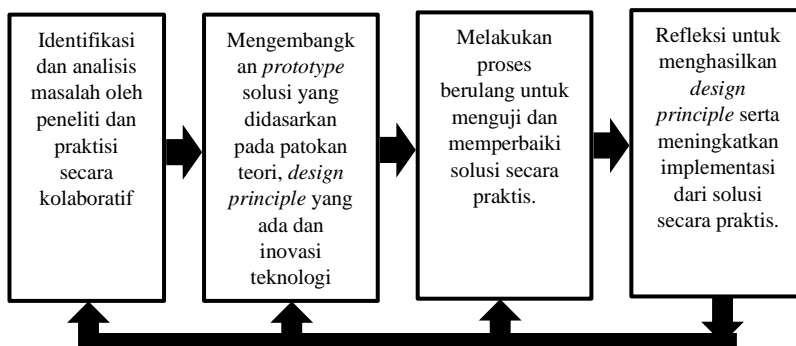 Identifikasi
dan analisis
masalah oleh
peneliti dan
praktisi
secara
kolaboratif
Mengembangk
an prototype
solusi yang
didasarkan
pada patokan
teori, design
principle yang
ada dan
inovasi
teknologi
Melakukan
proses
berulang untuk
menguji dan
memperbaiki
solusi secara
praktis.
Refleksi untuk
menghasilkan
design
principle serta
meningkatkan
implementasi
dari solusi
secara praktis.